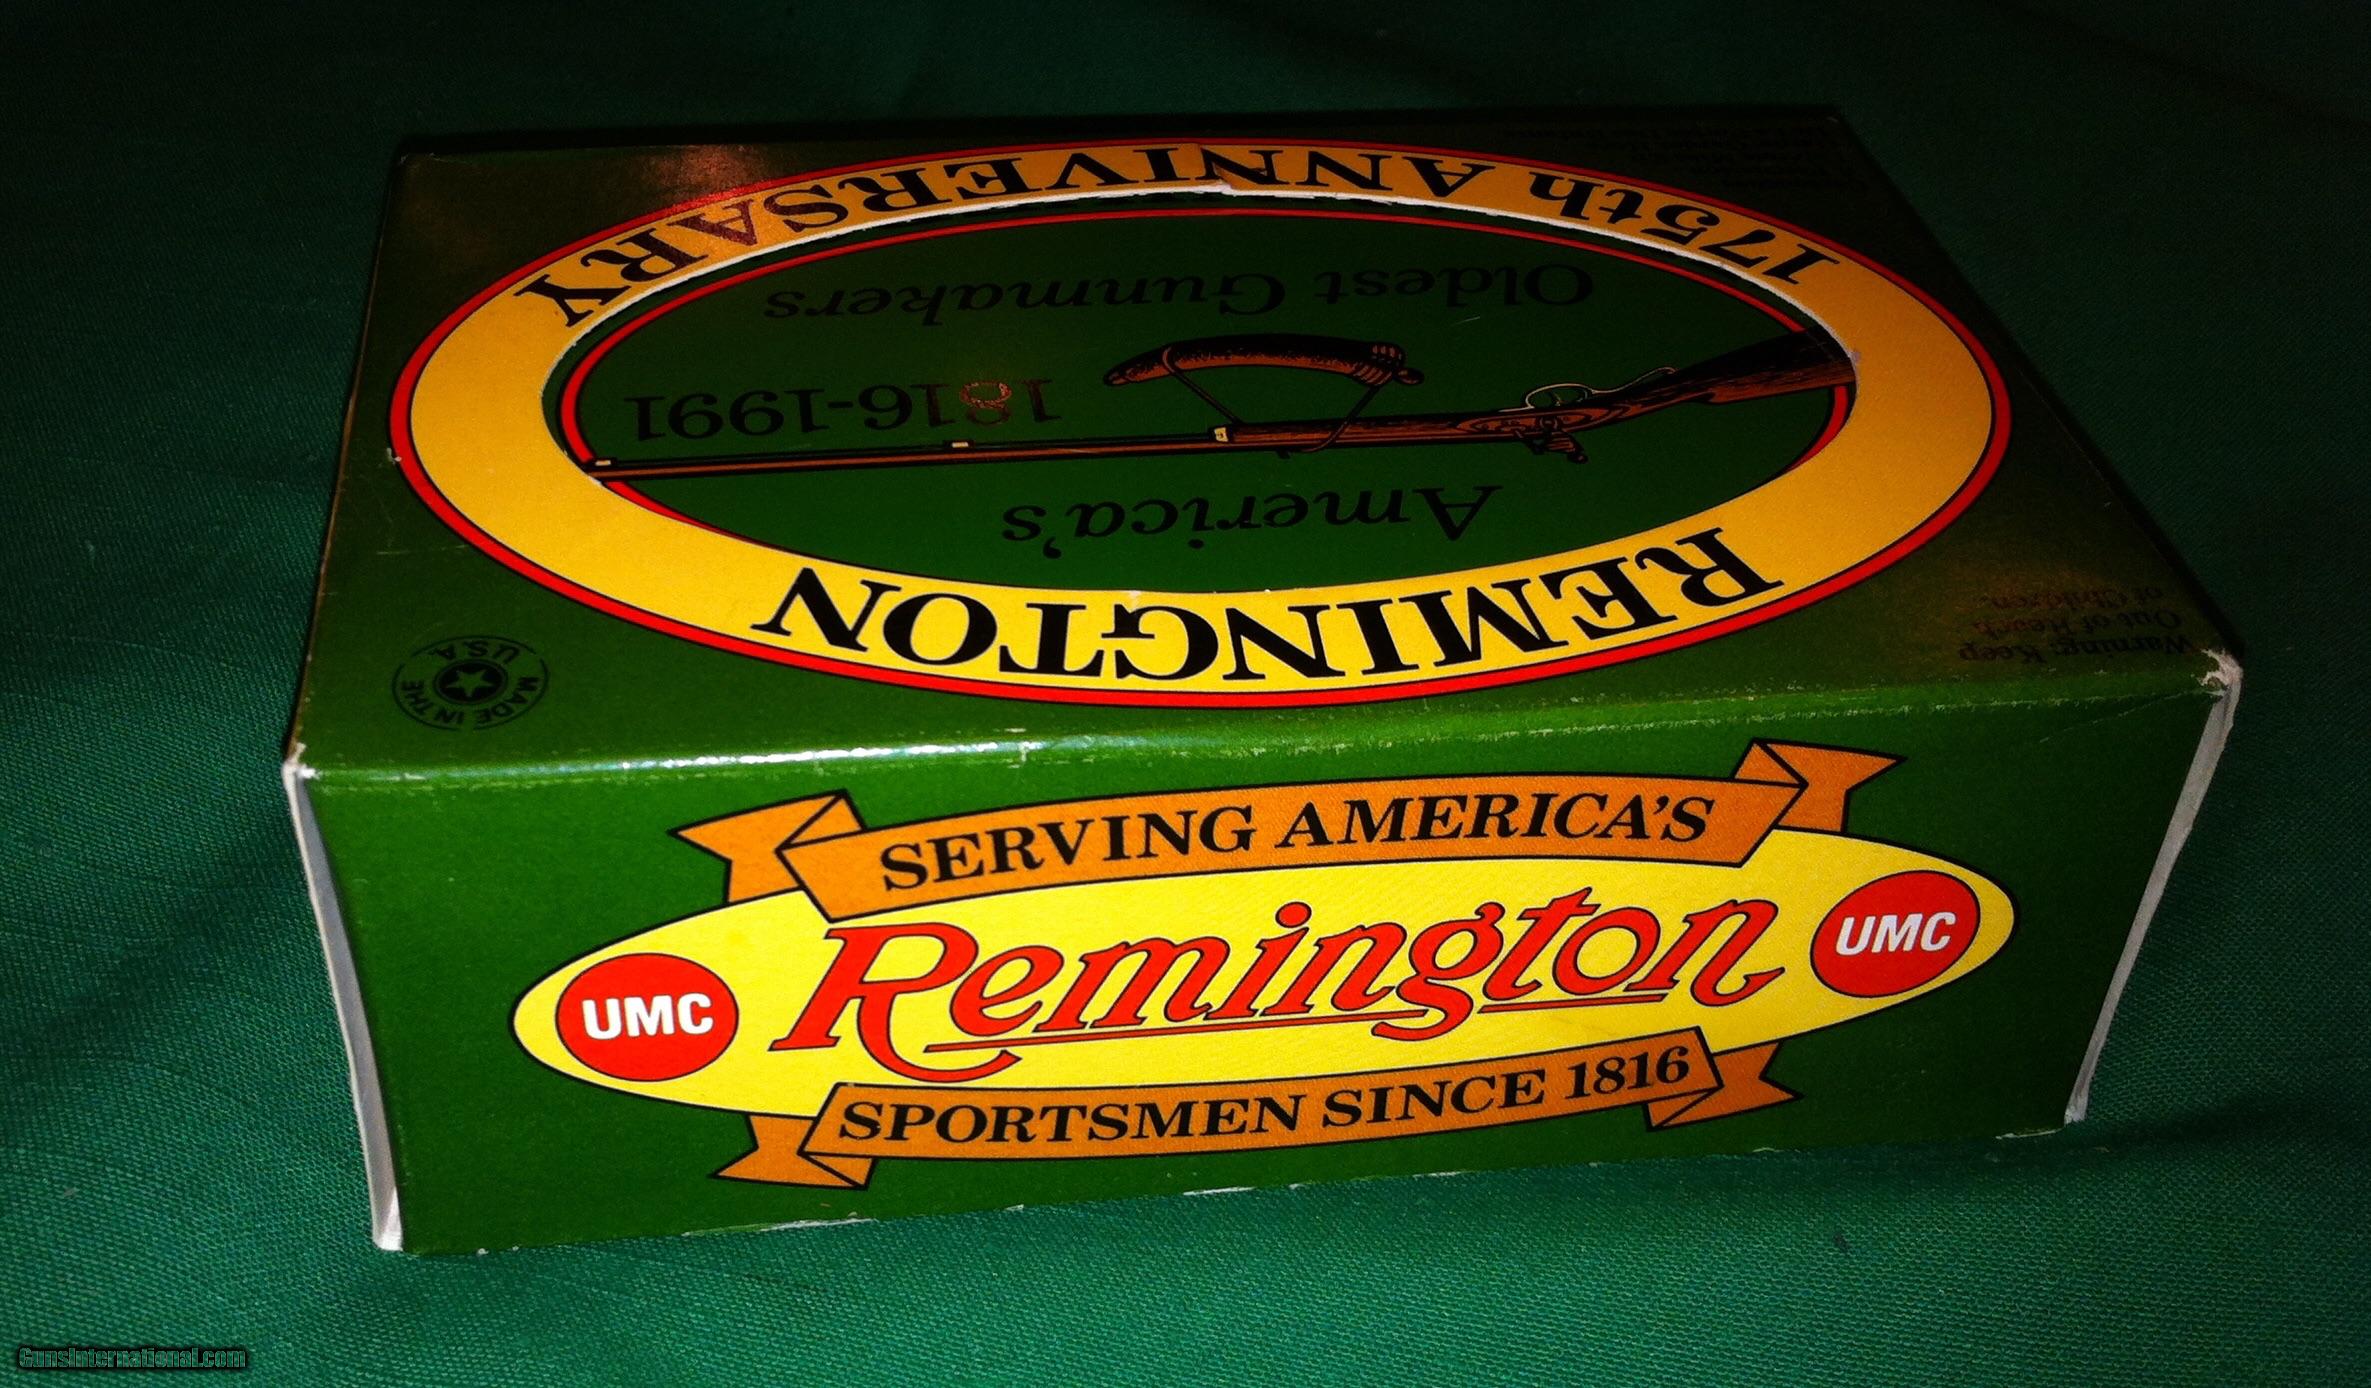 REMINGTON
America's
1816-1991
Oldest Gunmakers
175th ANNIVERSARY
Warning: Keep
Out of Reach
of Children.
MADE IN THE U.S.A.
SERVING AMERICA'S
UMC Remington UMC
SPORTSMEN SINCE 1816
GunsInternational.com